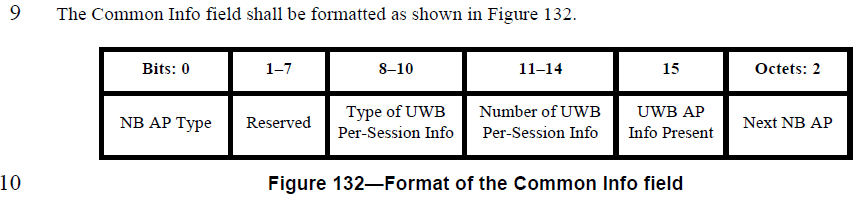 9 The Common Info field shall be formatted as shown in Figure 132.
Bits: 0 1–7 8–10 11–14 15 Octets: 2
NB AP Type Reserved Type of UWB Per-Session Info Number of UWB Per-Session Info UWB AP Info Present Next NB AP
10 Figure 132—Format of the Common Info field